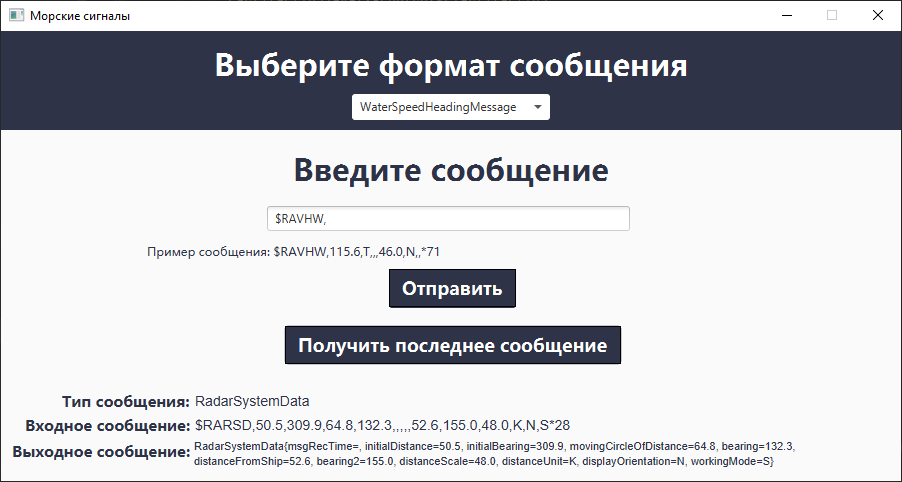 Морские сигналы
Выберите формат сообщения
WaterSpeedHeadingMessage
Введите сообщение
$RAVHW,
Пример сообщения: $RAVHW,115.6,T,,,46.0,N,,*71
Отправить
Получить последнее сообщение
Тип сообщения: RadarSystemData
Входное сообщение: $RARSD,50.5,309.9,64.8,132.3,,,,,52.6,155.0,48.0,K,N,S*28
Выходное сообщение: RadarSystemData{msgRecTime=, initialDistance=50.5, initialBearing=309.9, movingCircleOfDistance=64.8, bearing=132.3,
distanceFromShip=52.6, bearing2=155.0, distanceScale=48.0, distanceUnit=K, displayOrientation=N, workingMode=S}